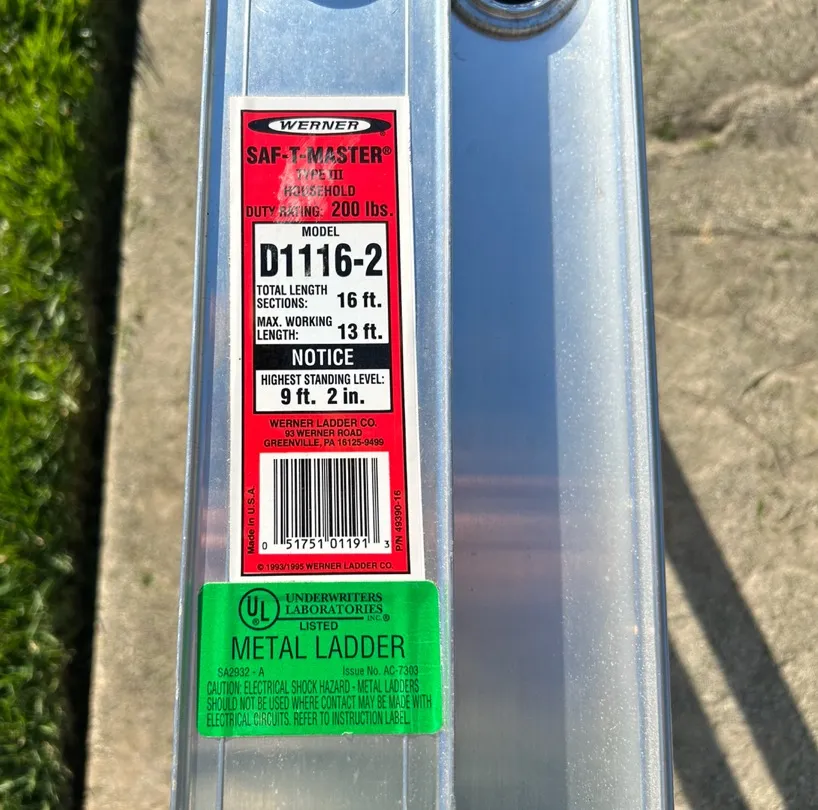 WERNER®
SAF-T-MASTER®
TYPE III
HOUSEHOLD
DUTY RATING: 200 lbs.
MODEL
D1116-2
TOTAL LENGTH
SECTIONS: 16 ft.
MAX. WORKING
LENGTH: 13 ft.
NOTICE
HIGHEST STANDING LEVEL:
9 ft. 2 in.
WERNER LADDER CO.
93 WERNER ROAD
GREENVILLE, PA 16125-9499
Made in U.S.A.
0 51751 01191 3
P/N 49390-16
© 1993/1995 WERNER LADDER CO.
UL® UNDERWRITERS
LABORATORIES
INC.®
LISTED
METAL LADDER
SA2932 - A Issue No. AC-7303
CAUTION: ELECTRICAL SHOCK HAZARD - METAL LADDERS
SHOULD NOT BE USED WHERE CONTACT MAY BE MADE WITH
ELECTRICAL CIRCUITS. REFER TO INSTRUCTION LABEL.